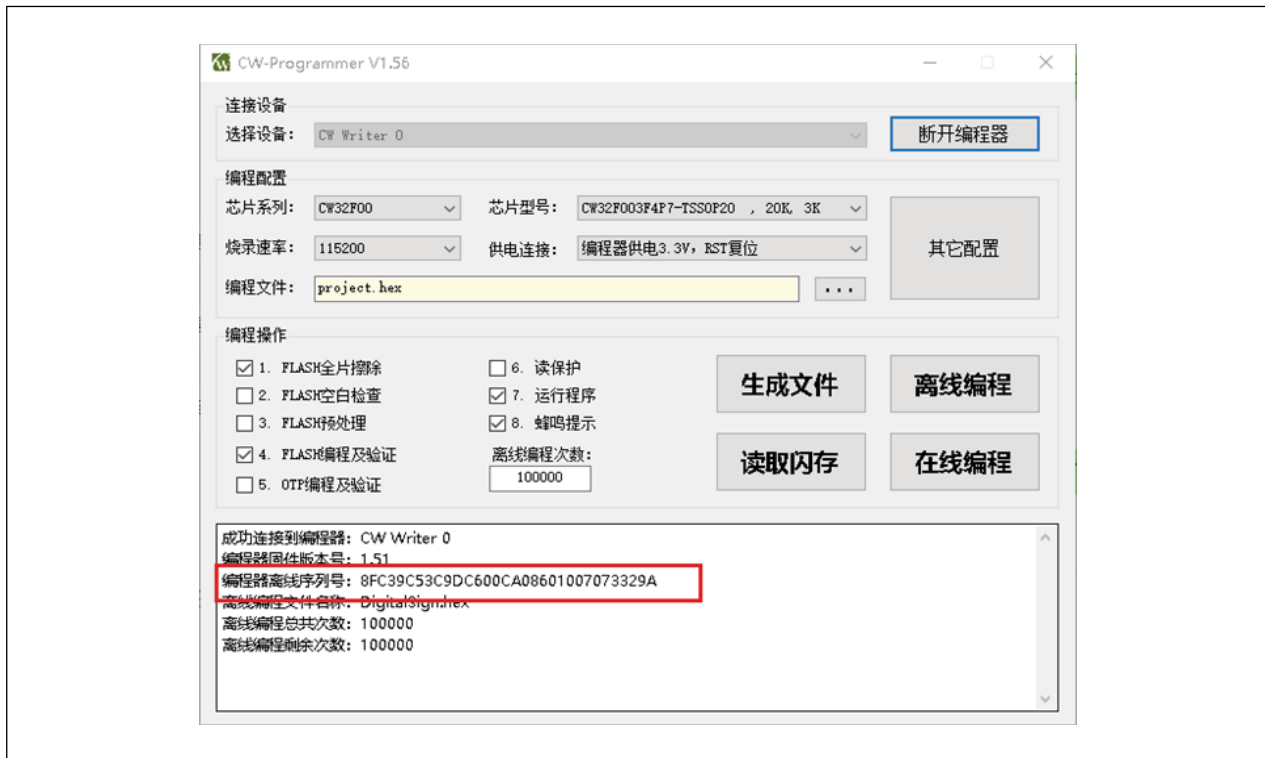 CW-Programmer V1.56
连接设备
选择设备： CW Writer 0 断开编程器
编程配置
芯片系列： CW32F00 芯片型号： CW32F003F4P7-TSSOP20 , 20K, 3K
烧录速率： 115200 供电连接： 编程器供电3.3V, RST复位 其它配置
编程文件： project.hex ...
编程操作
1. FLASH全片擦除 6. 读保护
2. FLASH空白检查 7. 运行程序
3. FLASH预处理 8. 蜂鸣提示
4. FLASH编程及验证 离线编程次数：
5. OTP编程及验证 100000
生成文件 离线编程
读取闪存 在线编程
成功连接到编程器：CW Writer 0
编程器固件版本号：1.51
编程器离线序列号：8FC39C53C9DC600CA08601007073329A
离线编程文件名称：DigitalSign.hex
离线编程总共次数：100000
离线编程剩余次数：100000